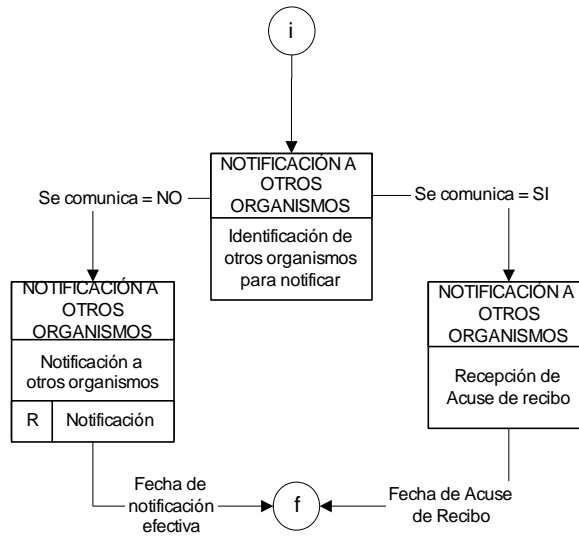 i
NOTIFICACIÓN A
OTROS
ORGANISMOS
Identificación de
otros organismos
para notificar
Se comunica = NO
Se comunica = SI
NOTIFICACIÓN A
OTROS
ORGANISMOS
Notificación a
otros organismos
R
Notificación
NOTIFICACIÓN A
OTROS
ORGANISMOS
Recepción de
Acuse de recibo
Fecha de
notificación
efectiva
f
Fecha de Acuse
de Recibo